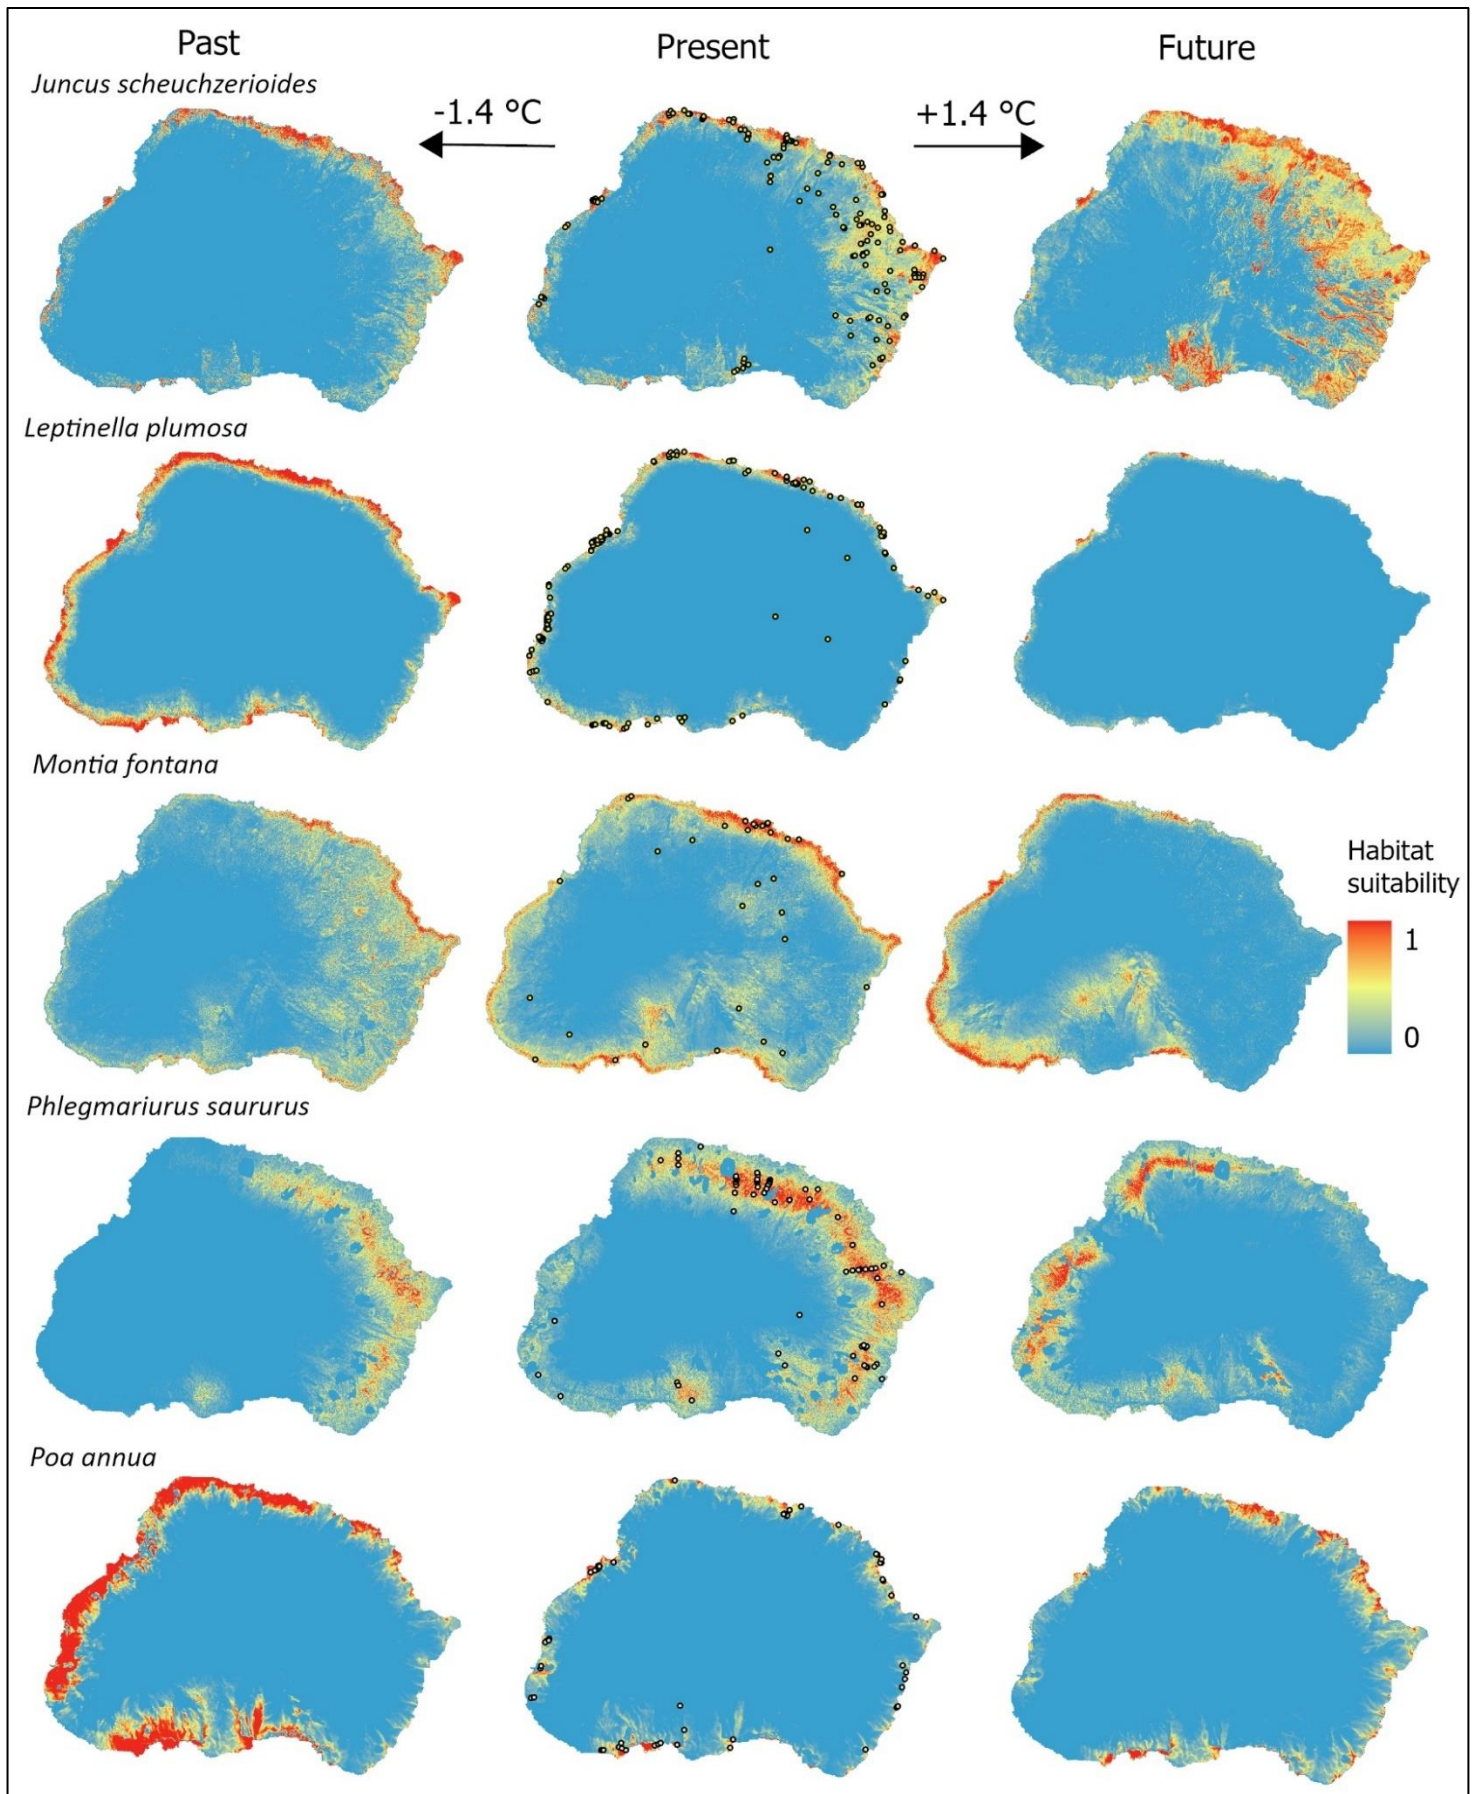 Past
Present
Future
Juncus scheuchzerioides
-1.4 °C
+1.4 °C
Leptinella plumosa
Montia fontana
Habitat
suitability
1
0
Phlegmariurus saururus
Poa annua